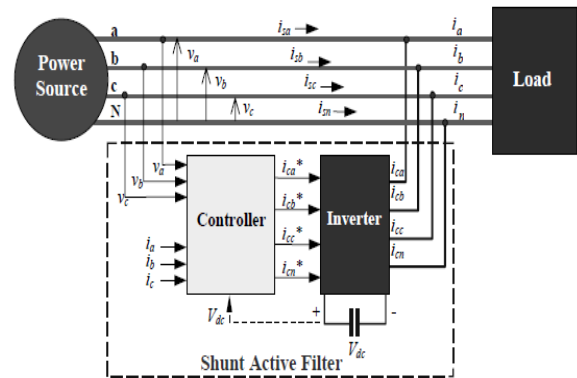 a i_sa i_a
b v_a i_sb i_b
Power Source
c v_b i_sc i_c
N v_c i_sn i_n
Load
v_a
v_b
v_c
i_a
i_b
i_c
Controller
i_ca*
i_cb*
i_cc*
i_cn*
Inverter
i_ca
i_cb
i_cc
i_cn
V_dc
+ -
V_dc
Shunt Active Filter